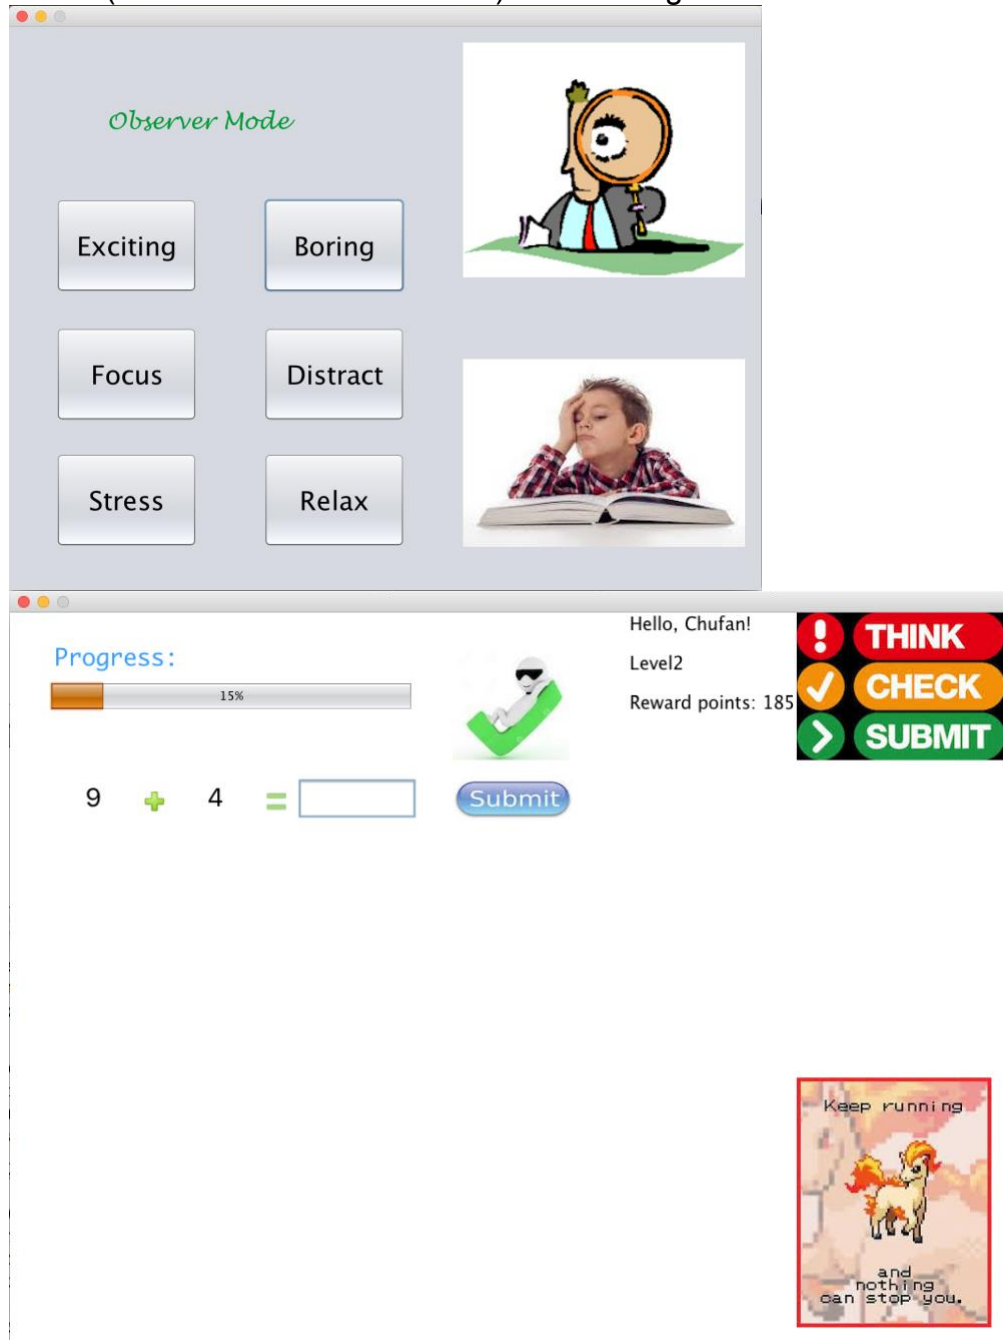 Observer Mode
Exciting
Boring
Focus
Distract
Stress
Relax
Progress:
15%
9 + 4 =
Submit
Hello, Chufan!
Level2
Reward points: 185
! THINK
✓ CHECK
> SUBMIT
Keep running
and
nothing
can stop you.